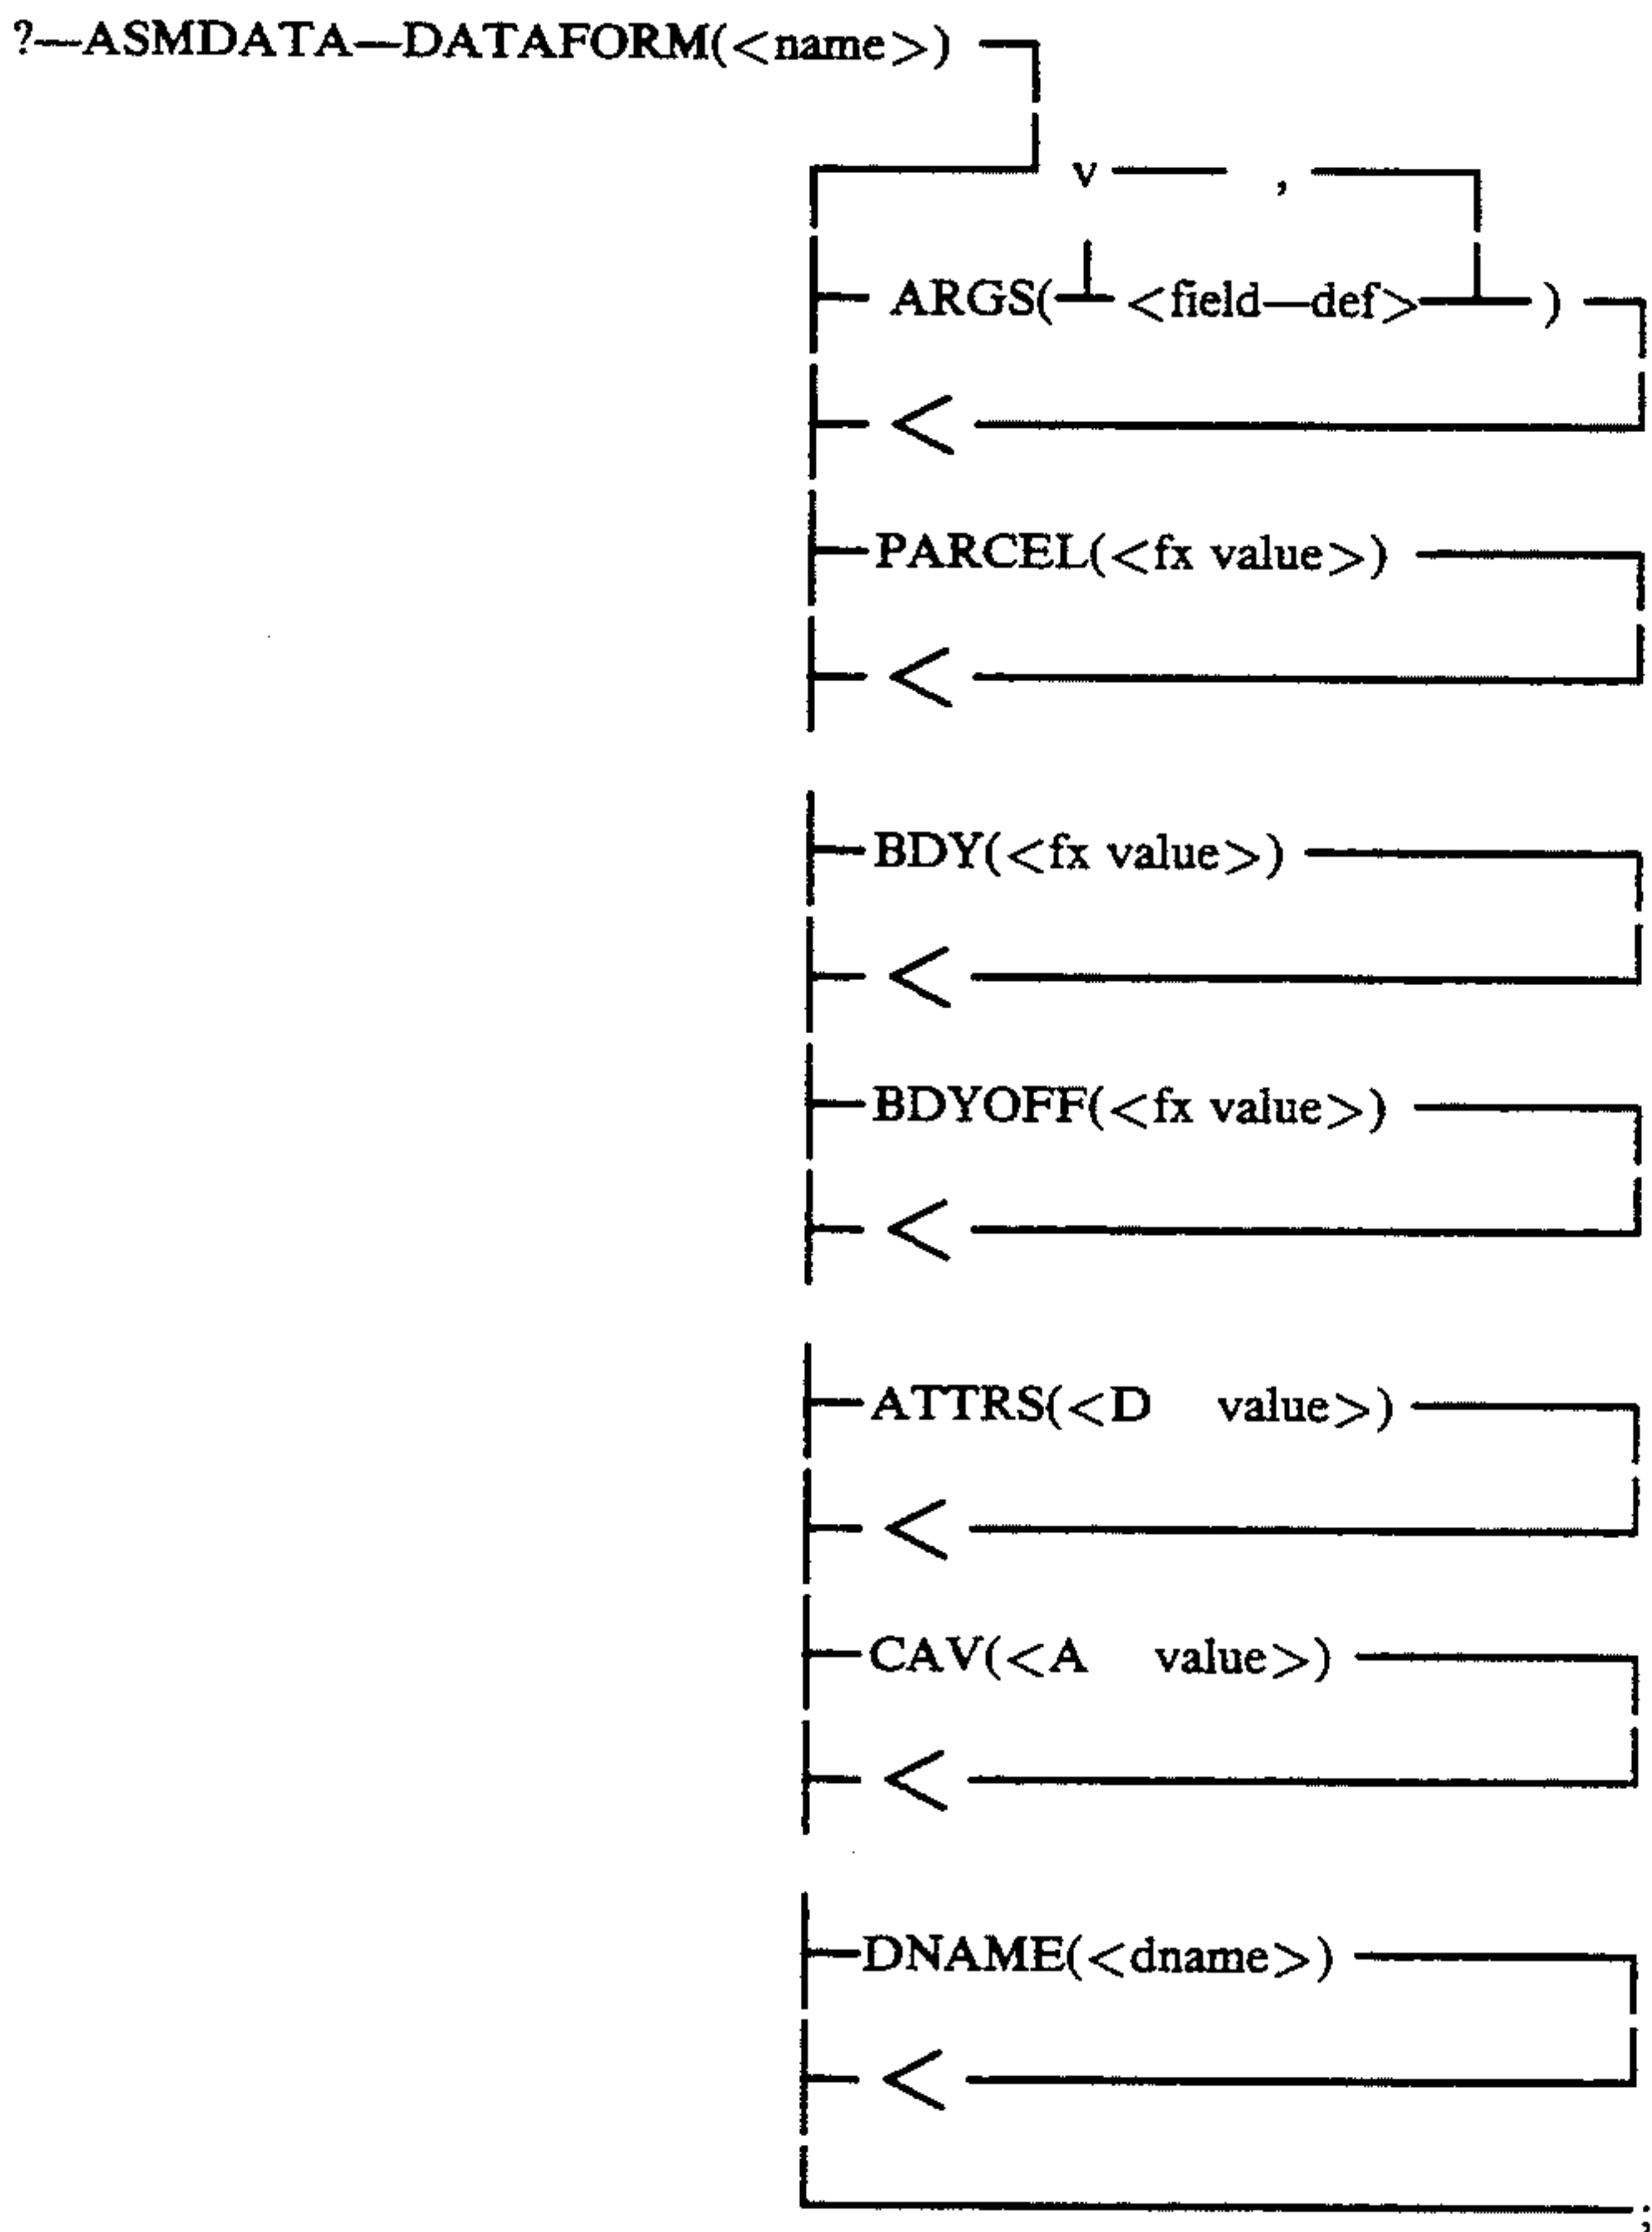 ?—ASMDATA—DATAFORM(<name>)
v ,
ARGS( <field—def> )
<
PARCEL(<fx value>)
<
BDY(<fx value>)
<
BDYOFF(<fx value>)
<
ATTRS(<D value>)
<
CAV(<A value>)
<
DNAME(<dname>)
<
;